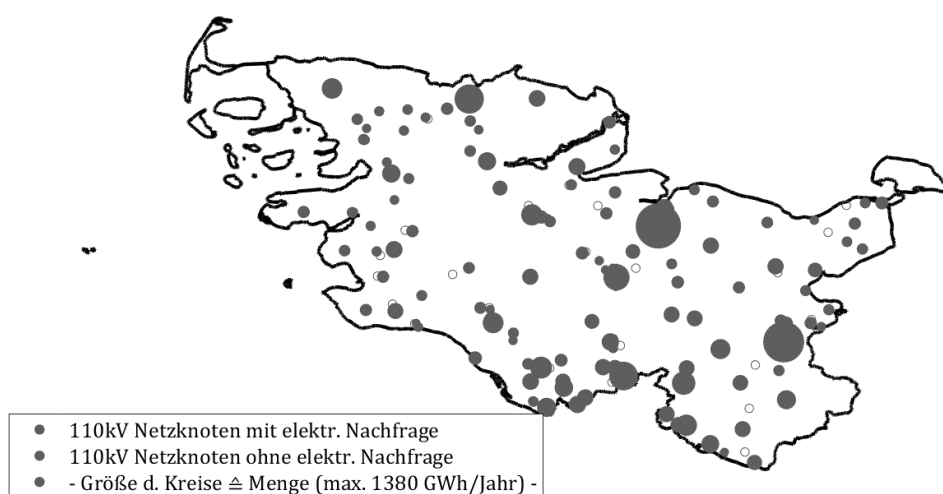 110kV Netzknoten mit elektr. Nachfrage
110kV Netzknoten ohne elektr. Nachfrage
- Größe d. Kreise ≙ Menge (max. 1380 GWh/Jahr) -